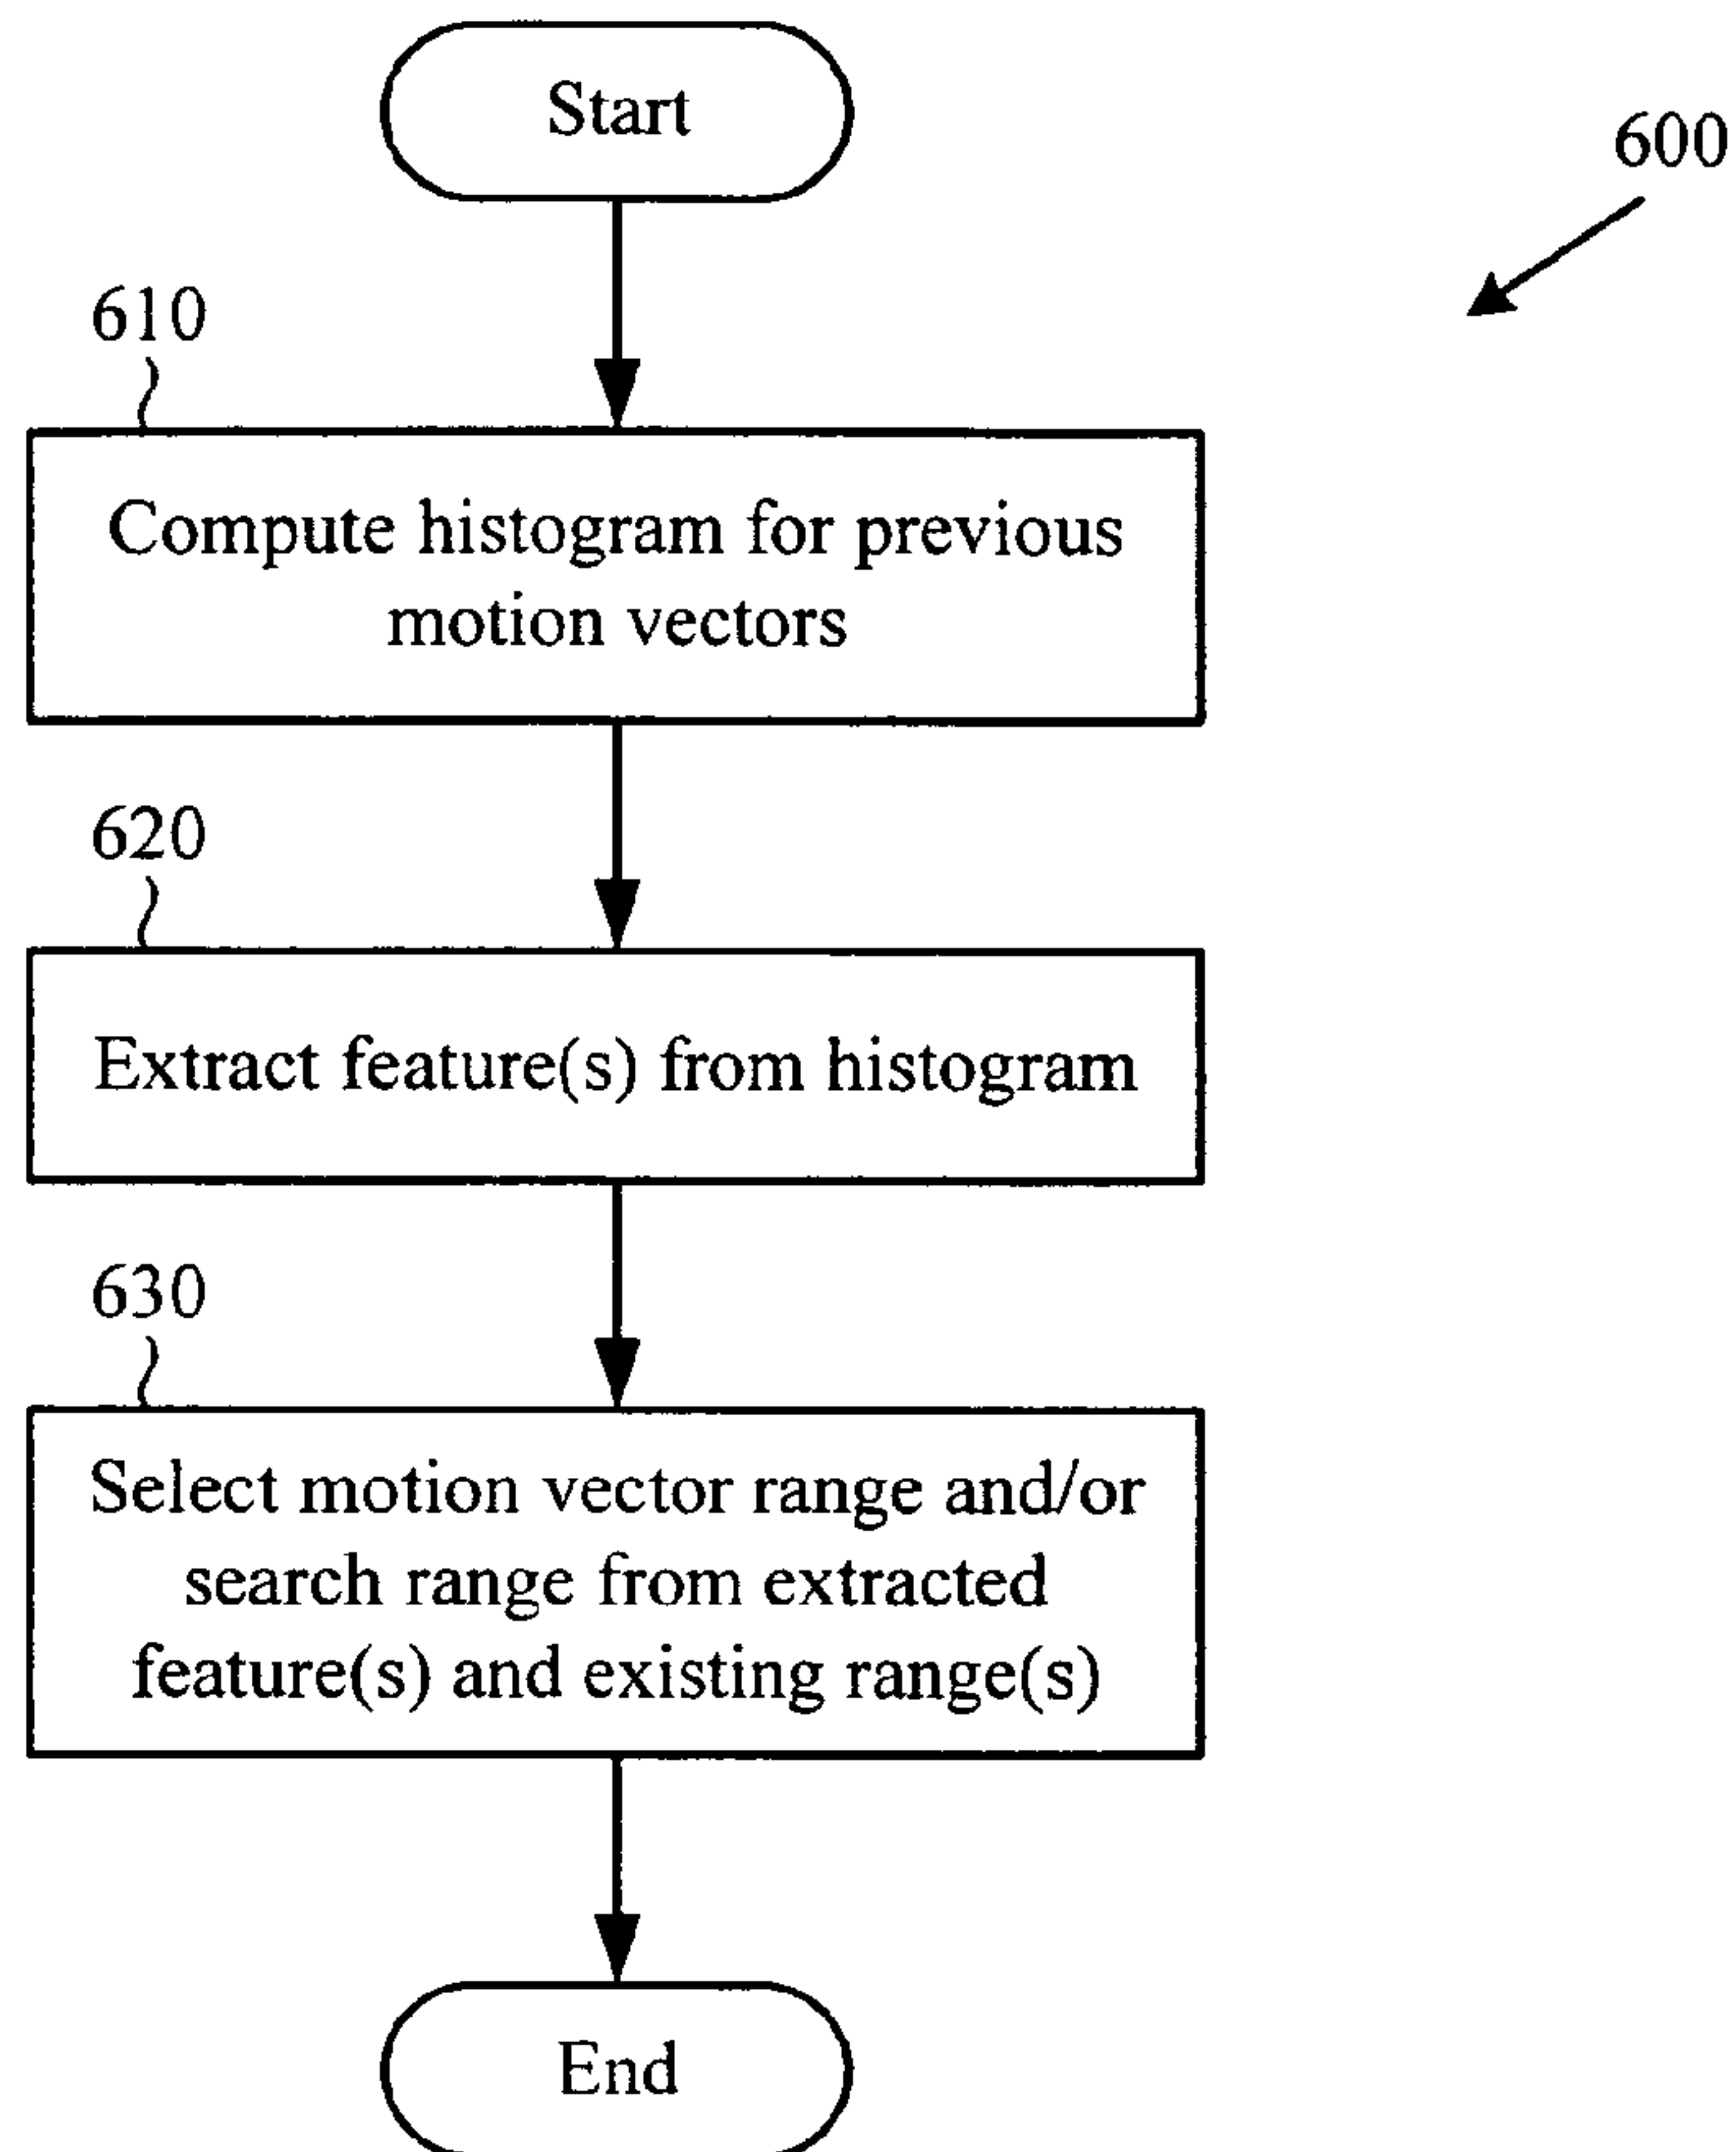 Start
600
610
Compute histogram for previous
motion vectors
620
Extract feature(s) from histogram
630
Select motion vector range and/or
search range from extracted
feature(s) and existing range(s)
End